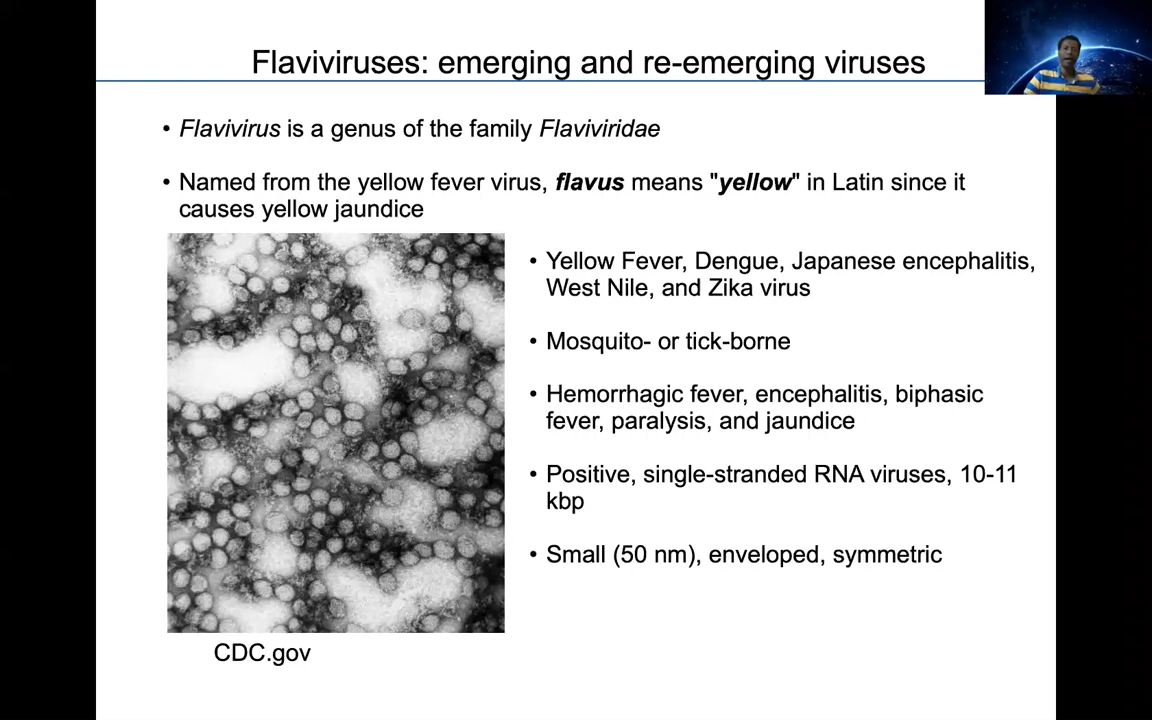 Flaviviruses: emerging and re-emerging viruses
• Flavivirus is a genus of the family Flaviviridae
• Named from the yellow fever virus, flavus means "yellow" in Latin since it
causes yellow jaundice
• Yellow Fever, Dengue, Japanese encephalitis,
West Nile, and Zika virus
• Mosquito- or tick-borne
• Hemorrhagic fever, encephalitis, biphasic
fever, paralysis, and jaundice
• Positive, single-stranded RNA viruses, 10-11
kbp
• Small (50 nm), enveloped, symmetric
CDC.gov